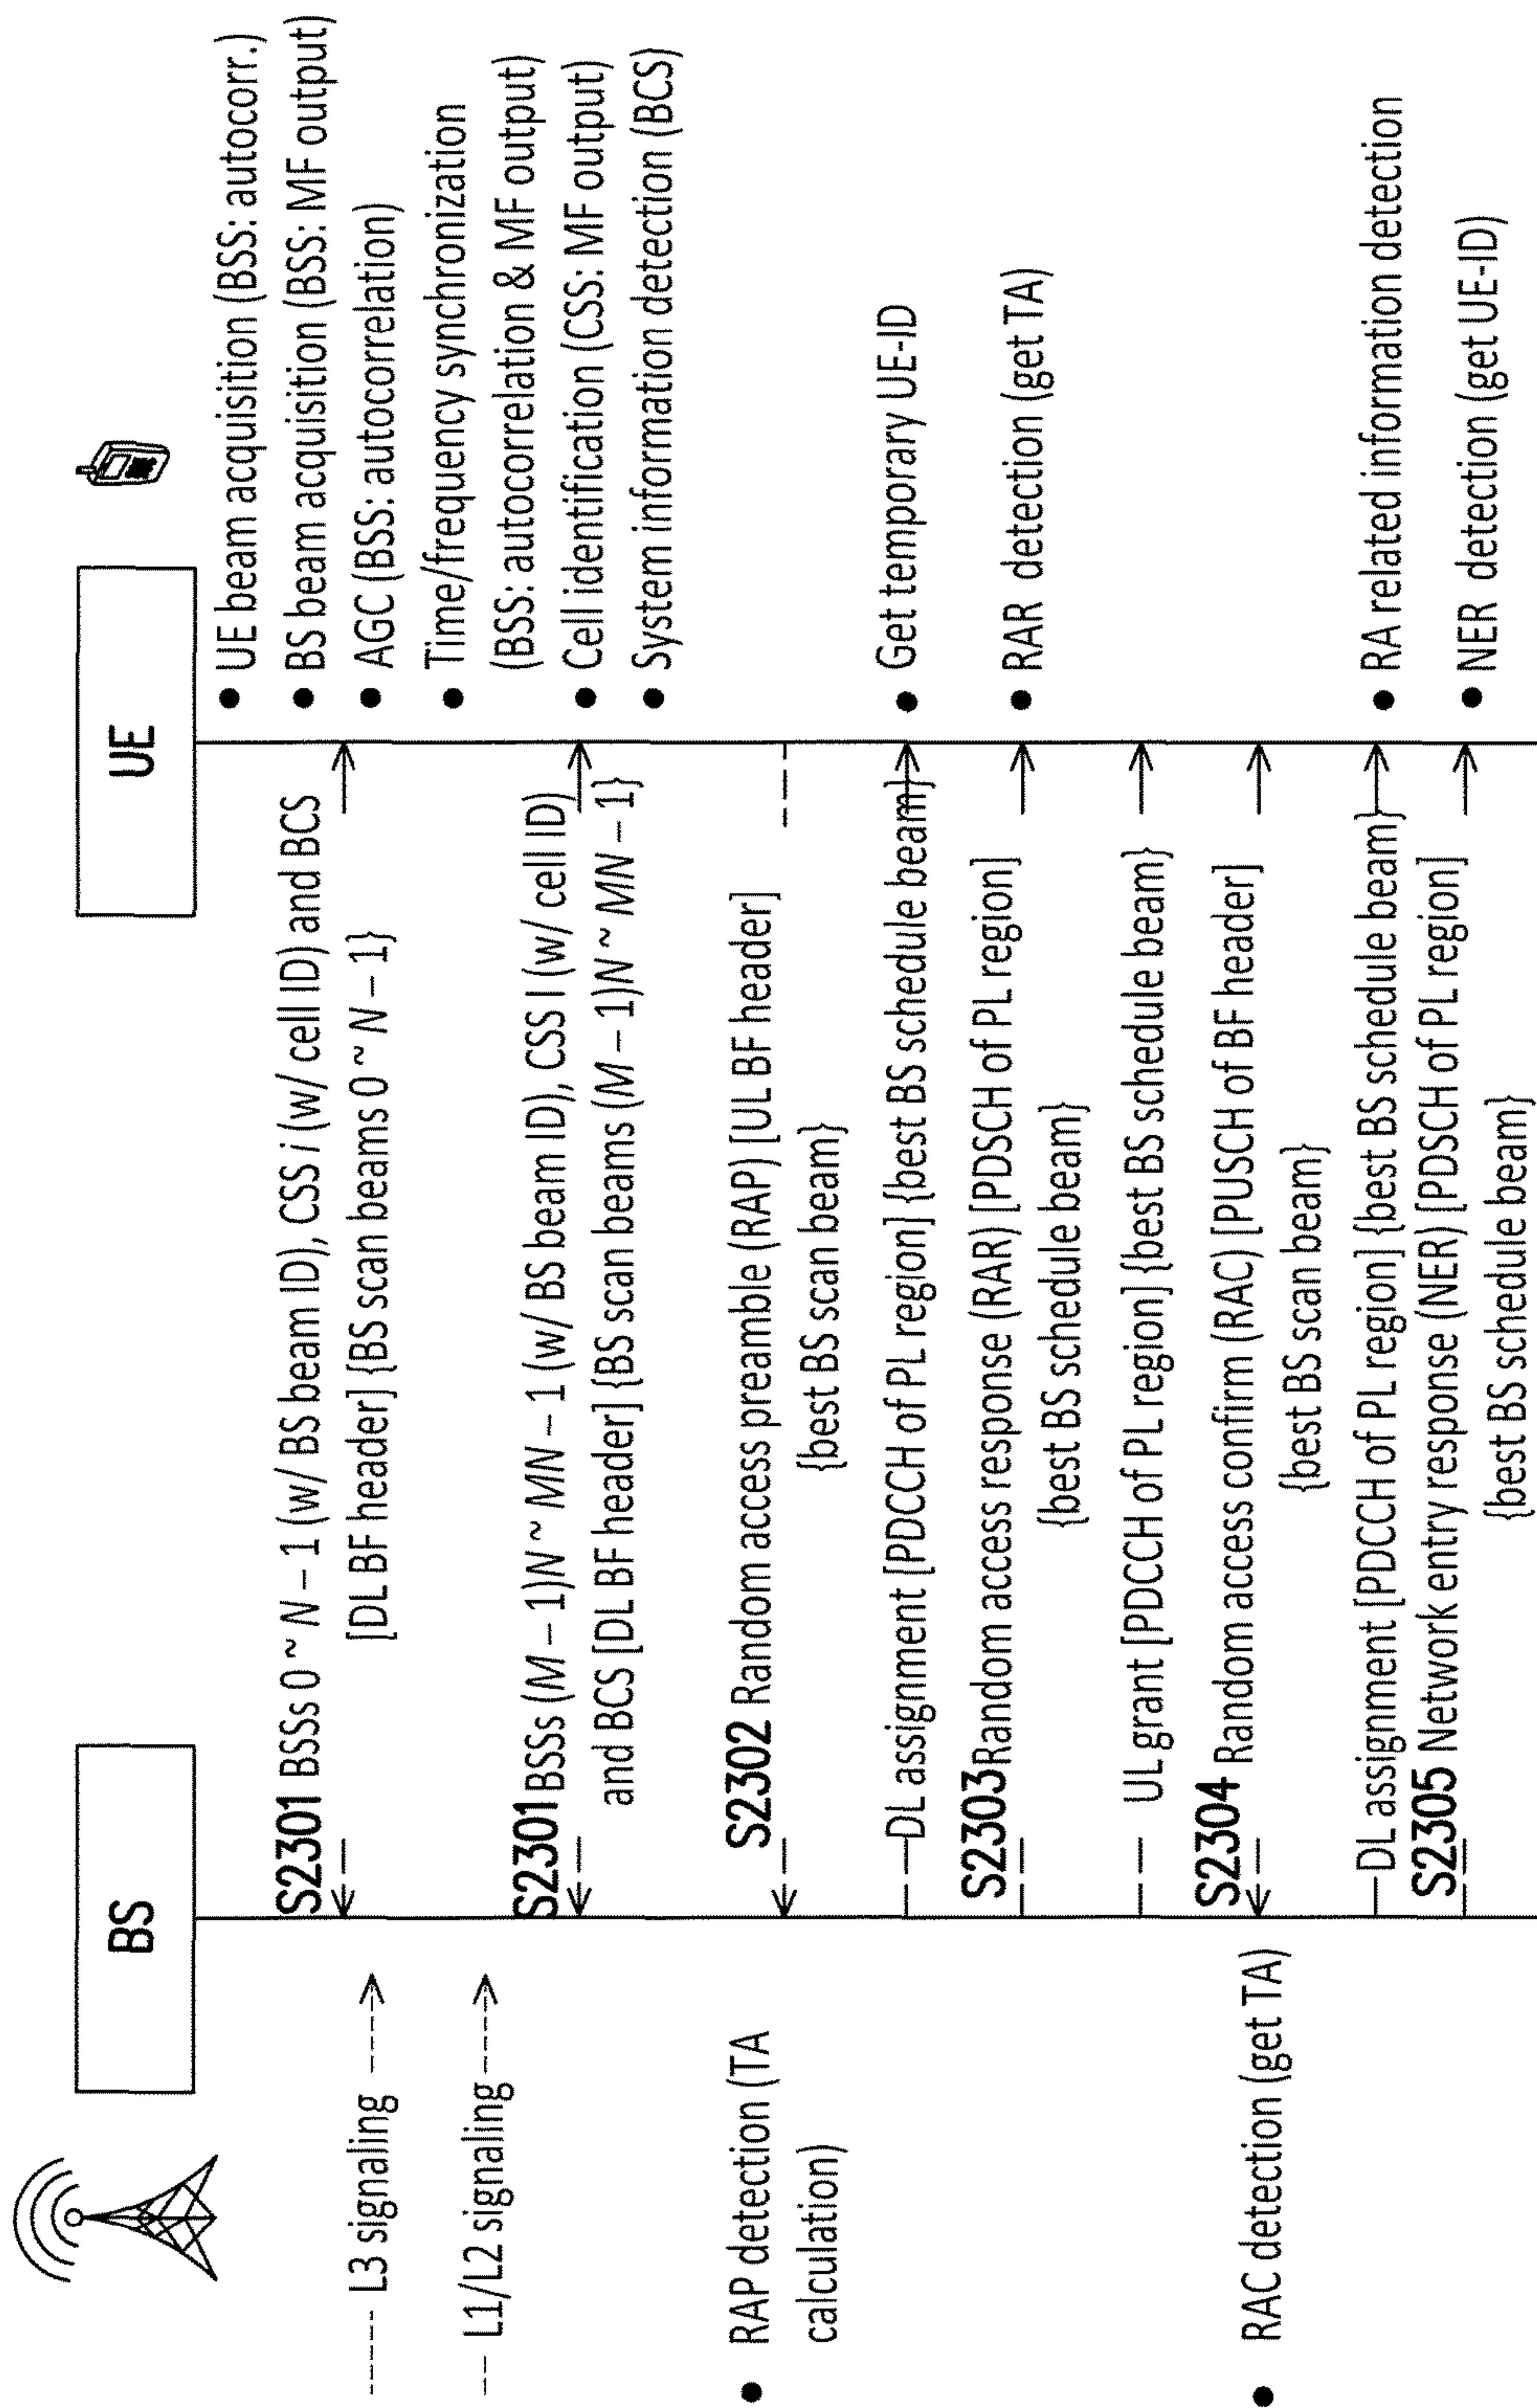 BS
UE
L3 signaling
L1/L2 signaling
S2301 BSSs 0 ~ N – 1 (w/ BS beam ID), CSS i (w/ cell ID) and BCS
[DL BF header] {BS scan beams 0 ~ N – 1}
● UE beam acquisition (BSS: autocorr.)
● BS beam acquisition (BSS: MF output)
● AGC (BSS: autocorrelation)
● Time/frequency synchronization
(BSS: autocorrelation & MF output)
● Cell identification (CSS: MF output)
● System information detection (BCS)
S2301 BSSs (M – 1)N ~ MN – 1 (w/ BS beam ID), CSS I (w/ cell ID)
and BCS [DL BF header] {BS scan beams (M – 1)N ~ MN – 1}
● RAP detection (TA
calculation)
S2302 Random access preamble (RAP) [UL BF header]
{best BS scan beam}
DL assignment [PDCCH of PL region] {best BS schedule beam}
● Get temporary UE-ID
S2303 Random access response (RAR) [PDSCH of PL region]
{best BS schedule beam}
● RAR detection (get TA)
UL grant [PDCCH of PL region] {best BS schedule beam}
● RAC detection (get TA)
S2304 Random access confirm (RAC) [PUSCH of BF header]
{best BS scan beam}
DL assignment [PDCCH of PL region] {best BS schedule beam}
● RA related information detection
S2305 Network entry response (NER) [PDSCH of PL region]
{best BS schedule beam}
● NER detection (get UE-ID)